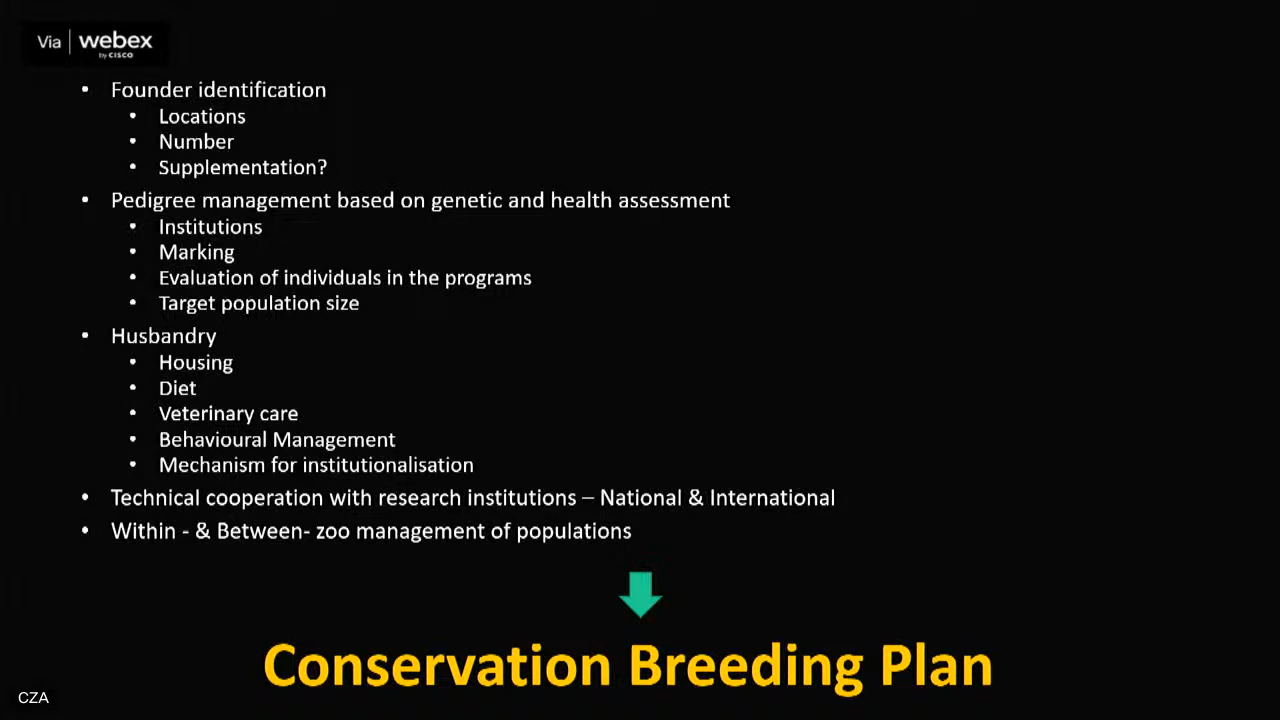 Via | webex
by CISCO
• Founder identification
• Locations
• Number
• Supplementation?
• Pedigree management based on genetic and health assessment
• Institutions
• Marking
• Evaluation of individuals in the programs
• Target population size
• Husbandry
• Housing
• Diet
• Veterinary care
• Behavioural Management
• Mechanism for institutionalisation
• Technical cooperation with research institutions – National & International
• Within - & Between- zoo management of populations
Conservation Breeding Plan
CZA